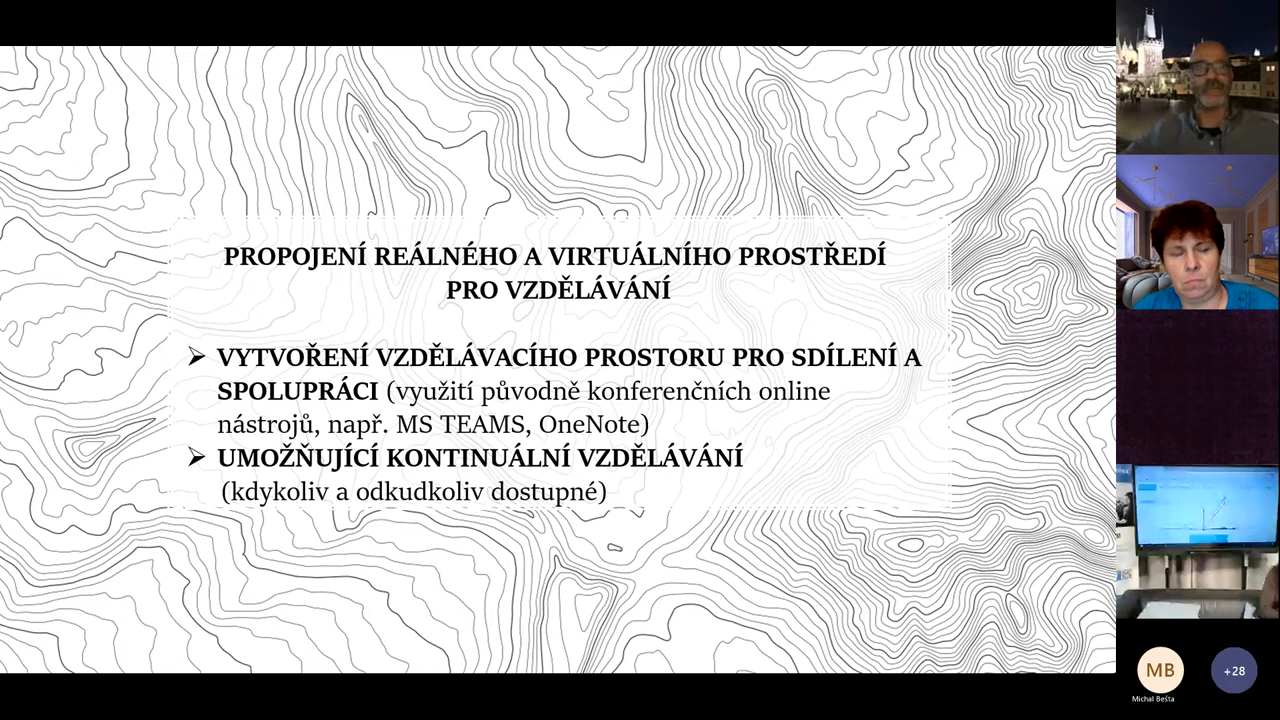 PROPOJENÍ REÁLNÉHO A VIRTUÁLNÍHO PROSTŘEDÍ
PRO VZDĚLÁVÁNÍ
➢ VYTVOŘENÍ VZDĚLÁVACÍHO PROSTORU PRO SDÍLENÍ A
SPOLUPRÁCI (využití původně konferenčních online
nástrojů, např. MS TEAMS, OneNote)
➢ UMOŽŇUJÍCÍ KONTINUÁLNÍ VZDĚLÁVÁNÍ
(kdykoliv a odkudkoliv dostupné)
MB
+28
Michal Bešta